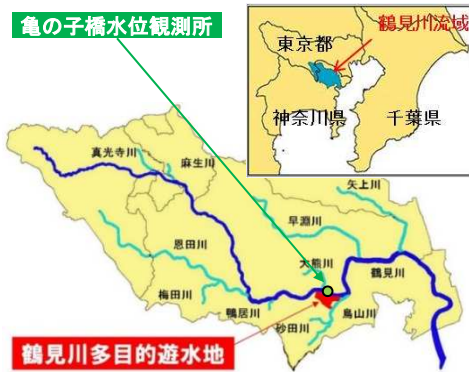 亀の子橋水位観測所
鶴見川流域
東京都
神奈川県
千葉県
真光寺川
麻生川
矢上川
早淵川
恩田川
大熊川
鶴見川
梅田川
鴨居川
砂田川
鳥山川
鶴見川多目的遊水地